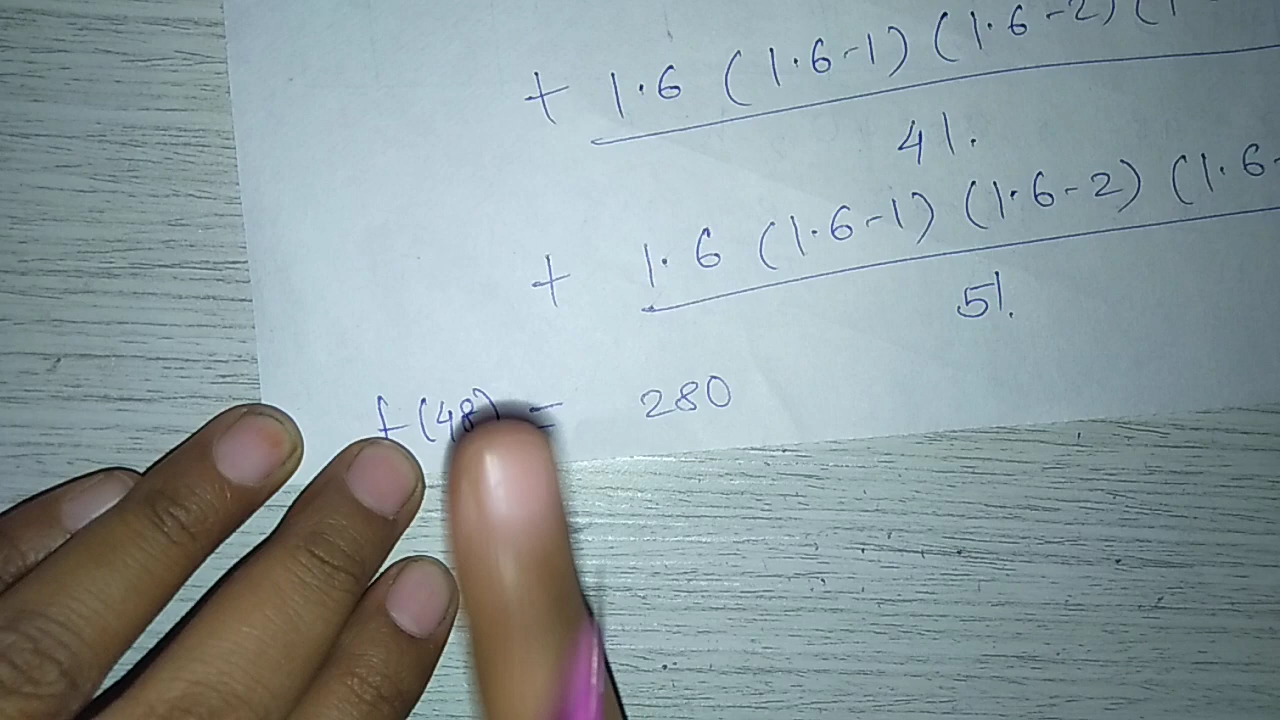 + 1.6 (1.6-1) (1.6-2) (1.
4!.
+ 1.6 (1.6-1) (1.6-2) (1.6-
5!.
f(48) = 280